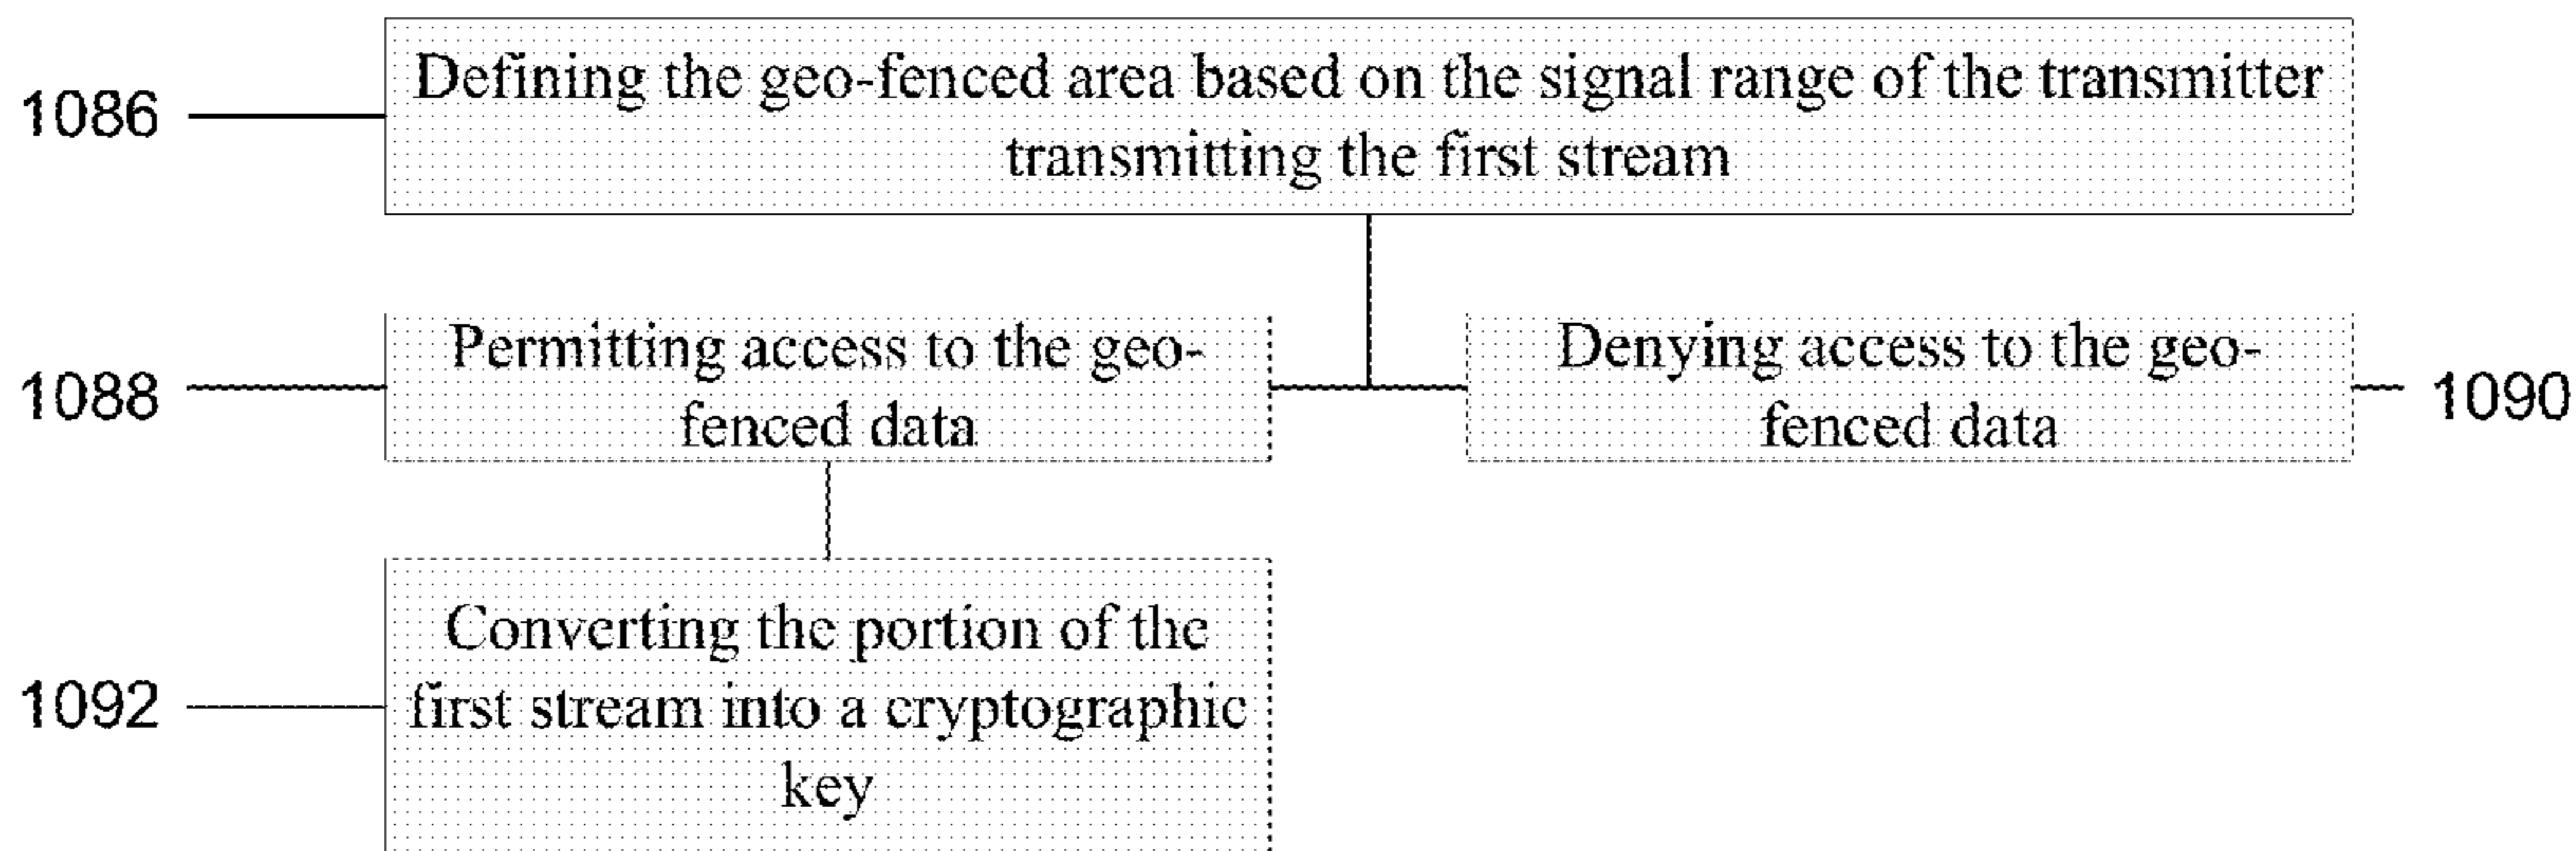 1086
Defining the geo-fenced area based on the signal range of the transmitter
transmitting the first stream
1088
Permitting access to the geo-
fenced data
Denying access to the geo-
fenced data
1090
1092
Converting the portion of the
first stream into a cryptographic
key